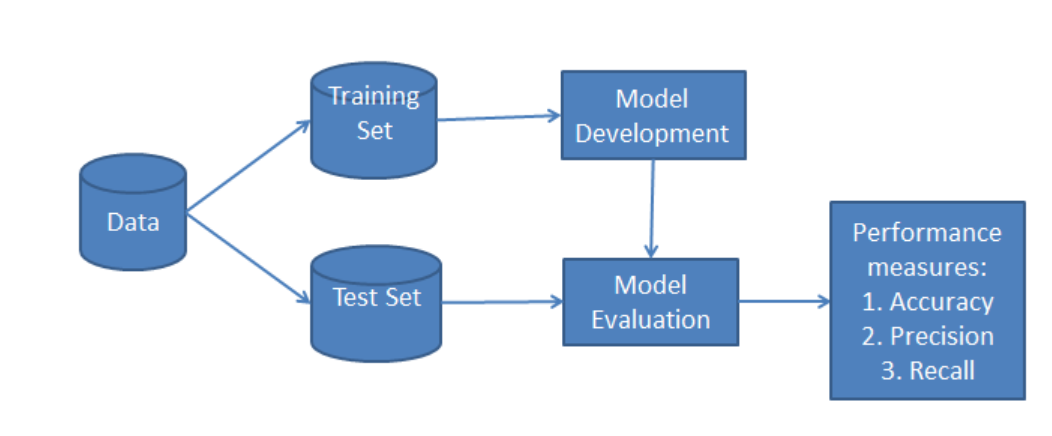 Training
Set
Model
Development
Data
Test Set
Model
Evaluation
Performance
measures:
1. Accuracy
2. Precision
3. Recall